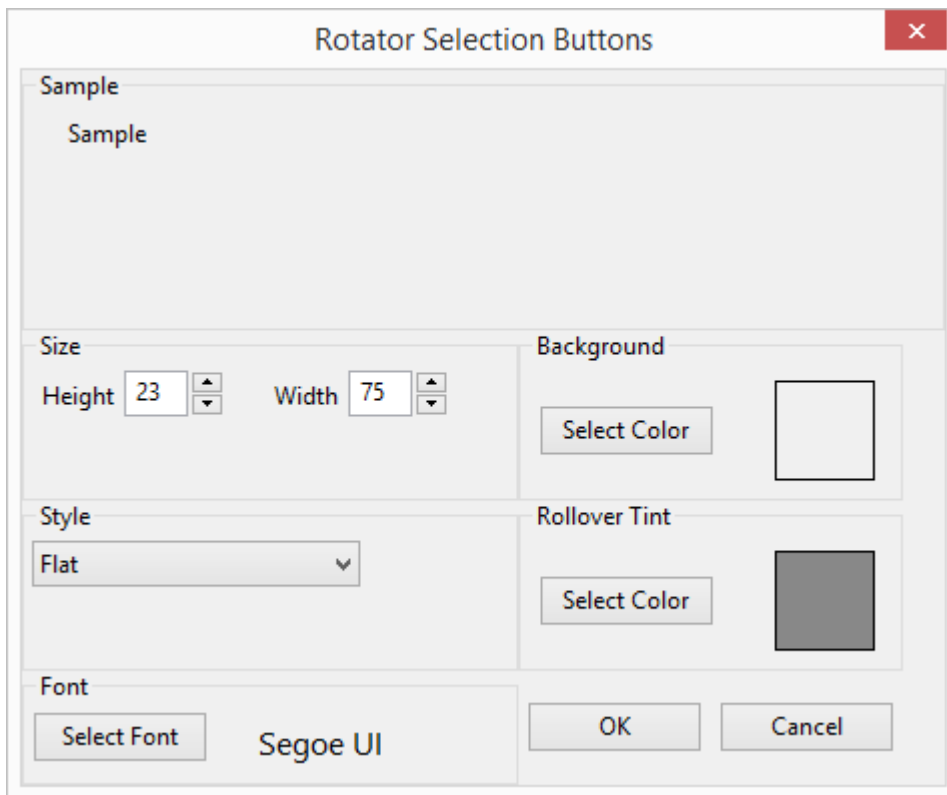 Rotator Selection Buttons
Sample
Sample
Size
Height 23 Width 75
Background
Select Color
Style
Flat
Rollover Tint
Select Color
Font
Select Font Segoe UI
OK Cancel